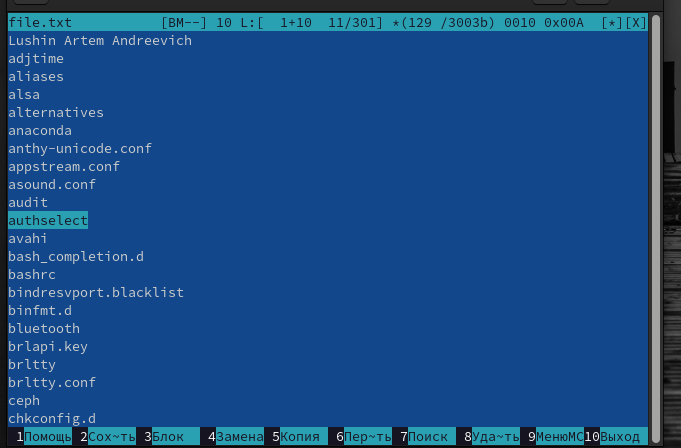 file.txt [BM--] 10 L:[ 1+10 11/301] *(129 /3003b) 0010 0x00A [*][X]
Lushin Artem Andreevich
adjtime
aliases
alsa
alternatives
anaconda
anthy-unicode.conf
appstream.conf
asound.conf
audit
authselect
avahi
bash_completion.d
bashrc
bindresvport.blacklist
binfmt.d
bluetooth
brlapi.key
brltty
brltty.conf
ceph
chkconfig.d
1Помощь 2Сох~ть 3Блок 4Замена 5Копия 6Пер~ть 7Поиск 8Уда~ть 9МенюMC 10Выход